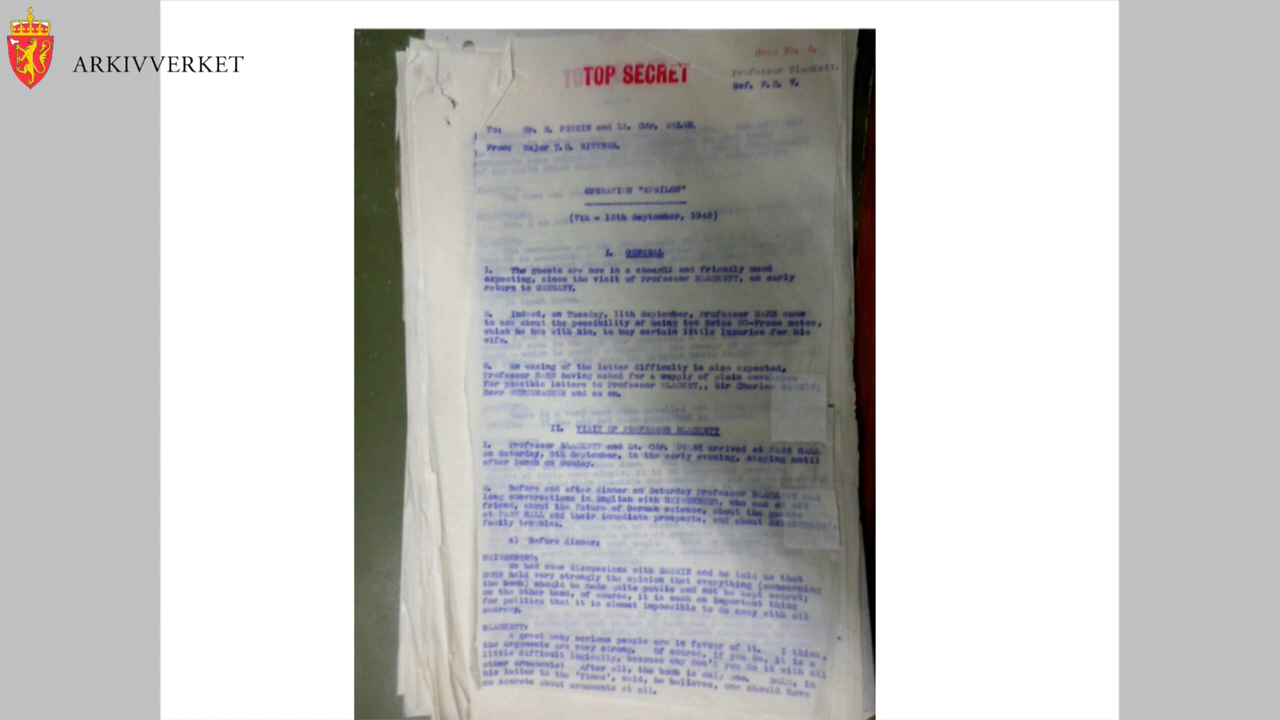 ARKIVVERKET
TOP SECRET
Copy No. 6.
Professor Blackett.
Ref. F.H. 7.
To: Mr. M. PERRIN and Lt. Cdr. WELSH.
From: Major T.H. RITTNER.
OPERATION "EPSILON"
(7th - 13th September, 1945)
I. GENERAL
1. The guests are now in a cheerful and friendly mood
expecting, since the visit of Professor BLACKETT, an early
return to GERMANY.
2. Indeed, on Tuesday, 11th September, Professor HAHN came
to ask about the possibility of using two Swiss 20-Franc notes,
which he has with him, to buy certain little luxuries for his
wife.
3. An easing of the letter difficulty is also expected,
Professor HAHN having asked for a supply of plain envelopes
for possible letters to Professor BLACKET,, Sir Charles DARWIN,
Herr SCHUMACHER and so on.
II. VISIT OF PROFESSOR BLACKETT
1. Professor BLACKETT and Lt. Cdr. WELSH arrived at FARM HALL
on Saturday, 8th September, in the early evening, staying until
after lunch on Sunday.
2. Before and after dinner on Saturday Professor BLACKETT had
long conversations in English with HEISENBERG, who was an old
friend, about the future of German science, about the guests
at FARM HALL and their immediate prospects, and about HEISENBERG's
family troubles.
a) Before dinner:
HEISENBERG:
We had some discussions with DARWIN and he told us that
BOHR held very strongly the opinion that everything (concerning
the bomb) should be made quite public and not be kept secret;
on the other hand, of course, it is such an important thing
for politics that it is almost impossible to do away with all
secrecy.
BLACKETT:
A great many serious people are in favour of it. I think,
the arguments are very strong. Of course, if you do, it is a
little difficult logically, because why don't you do it with all
other armaments? After all, the bomb is only one. DALE, in
his letter to the 'Times', said, he believes, one should have
no secrets about armaments at all.